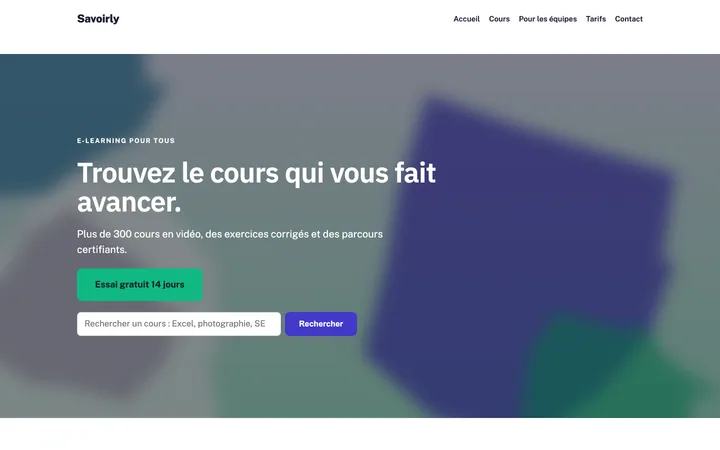 Savoirly
Accueil Cours Pour les équipes Tarifs Contact
E-LEARNING POUR TOUS
Trouvez le cours qui vous fait
avancer.
Plus de 300 cours en vidéo, des exercices corrigés et des parcours
certifiants.
Essai gratuit 14 jours
Rechercher un cours : Excel, photographie, SE
Rechercher